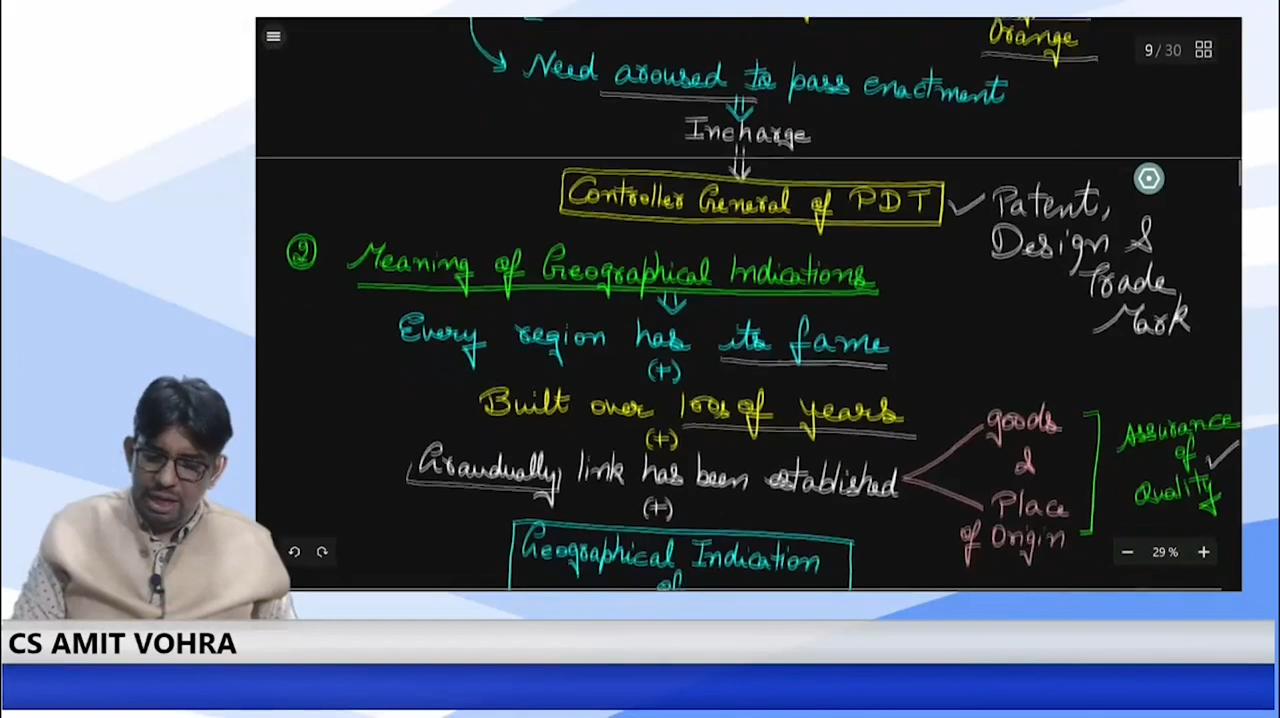 Orange
9 / 30
Need aroused to pass enactment
Incharge
Controller General of PDT
Patent,
Design &
Trade
Mark
② Meaning of Geographical Indications
Every region has its fame
(+)
Built over 100s of years
(+)
Graudually link has been established
goods
&
Place
of Origin
Assurance
of
Quality
(+)
Geographical Indication
of
29 %
CS AMIT VOHRA